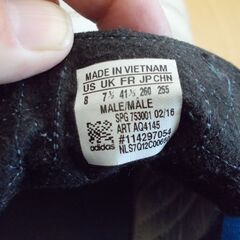 MADE IN VIETNAM
US UK FR JP CHN
8 7½ 41⅓ 260 255
MALE/MALE
SPG 753001 02/16
ART AQ4145
#114297054
adidas